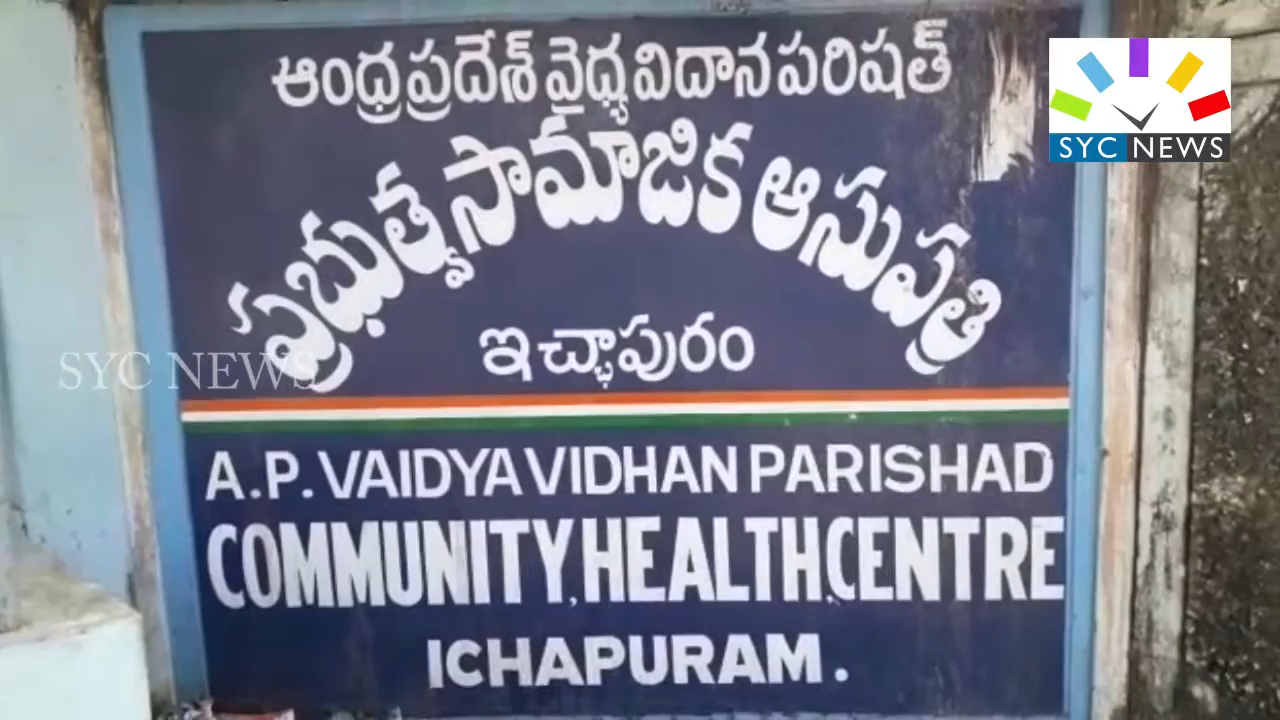 ఆంధ్రప్రదేశ్ వైధ్య విదాన పరిషత్
SYC NEWS
ప్రభుత్వ సామాజిక ఆసుపత్రి
ఇచ్ఛాపురం
SYC NEWS
A.P. VAIDYA VIDHAN PARISHAD
COMMUNITY, HEALTH, CENTRE
ICHAPURAM.